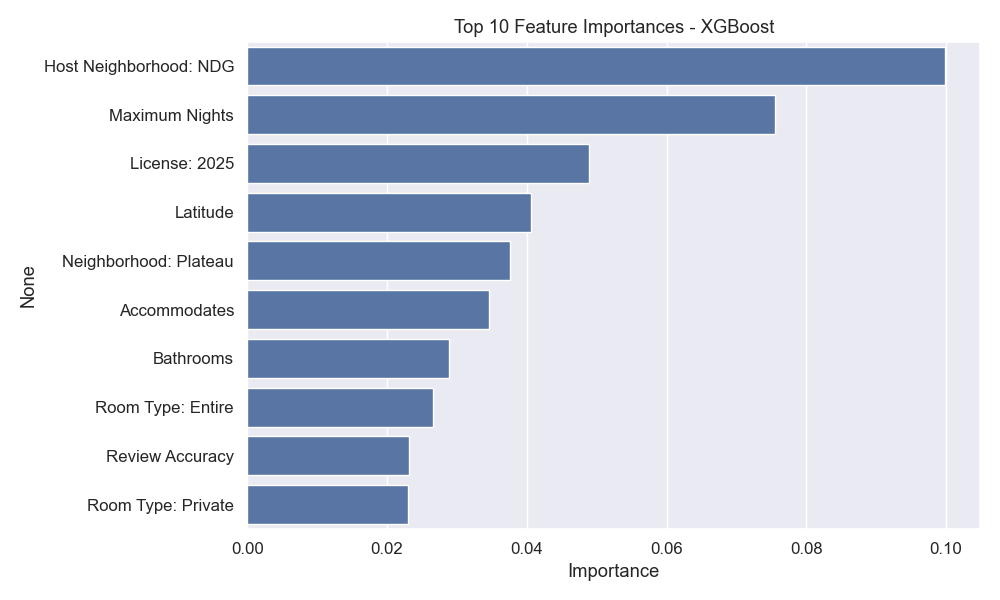 Top 10 Feature Importances - XGBoost
Host Neighborhood: NDG
Maximum Nights
License: 2025
Latitude
Neighborhood: Plateau
Accommodates
Bathrooms
Room Type: Entire
Review Accuracy
Room Type: Private
None
0.00 0.02 0.04 0.06 0.08 0.10
Importance